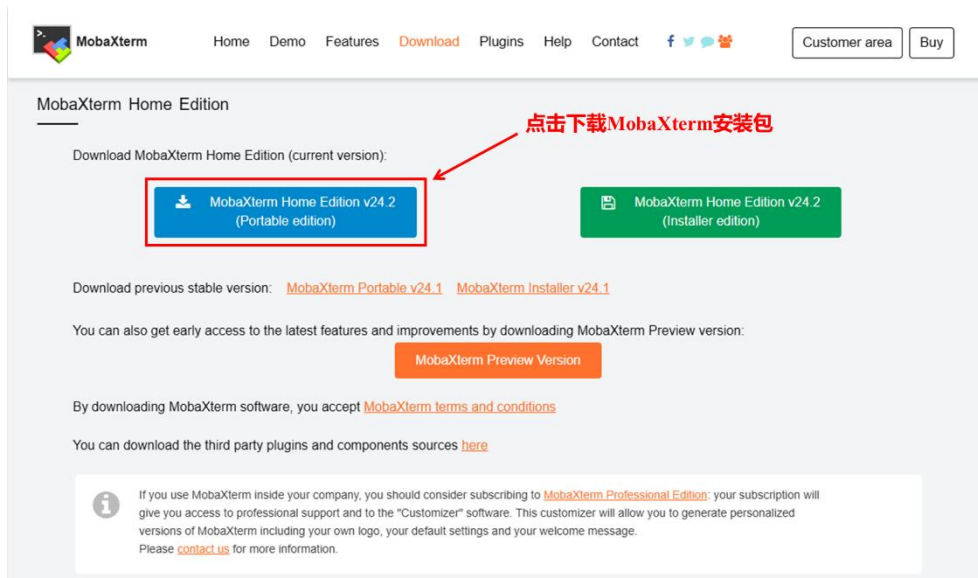 MobaXterm Home Demo Features Download Plugins Help Contact Customer area Buy
MobaXterm Home Edition
点击下载MobaXterm安装包
Download MobaXterm Home Edition (current version):
MobaXterm Home Edition v24.2
(Portable edition)
MobaXterm Home Edition v24.2
(Installer edition)
Download previous stable version: MobaXterm Portable v24.1 MobaXterm Installer v24.1
You can also get early access to the latest features and improvements by downloading MobaXterm Preview version:
MobaXterm Preview Version
By downloading MobaXterm software, you accept MobaXterm terms and conditions
You can download the third party plugins and components sources here
If you use MobaXterm inside your company, you should consider subscribing to MobaXterm Professional Edition: your subscription will
give you access to professional support and to the "Customizer" software. This customizer will allow you to generate personalized
versions of MobaXterm including your own logo, your default settings and your welcome message.
Please contact us for more information.